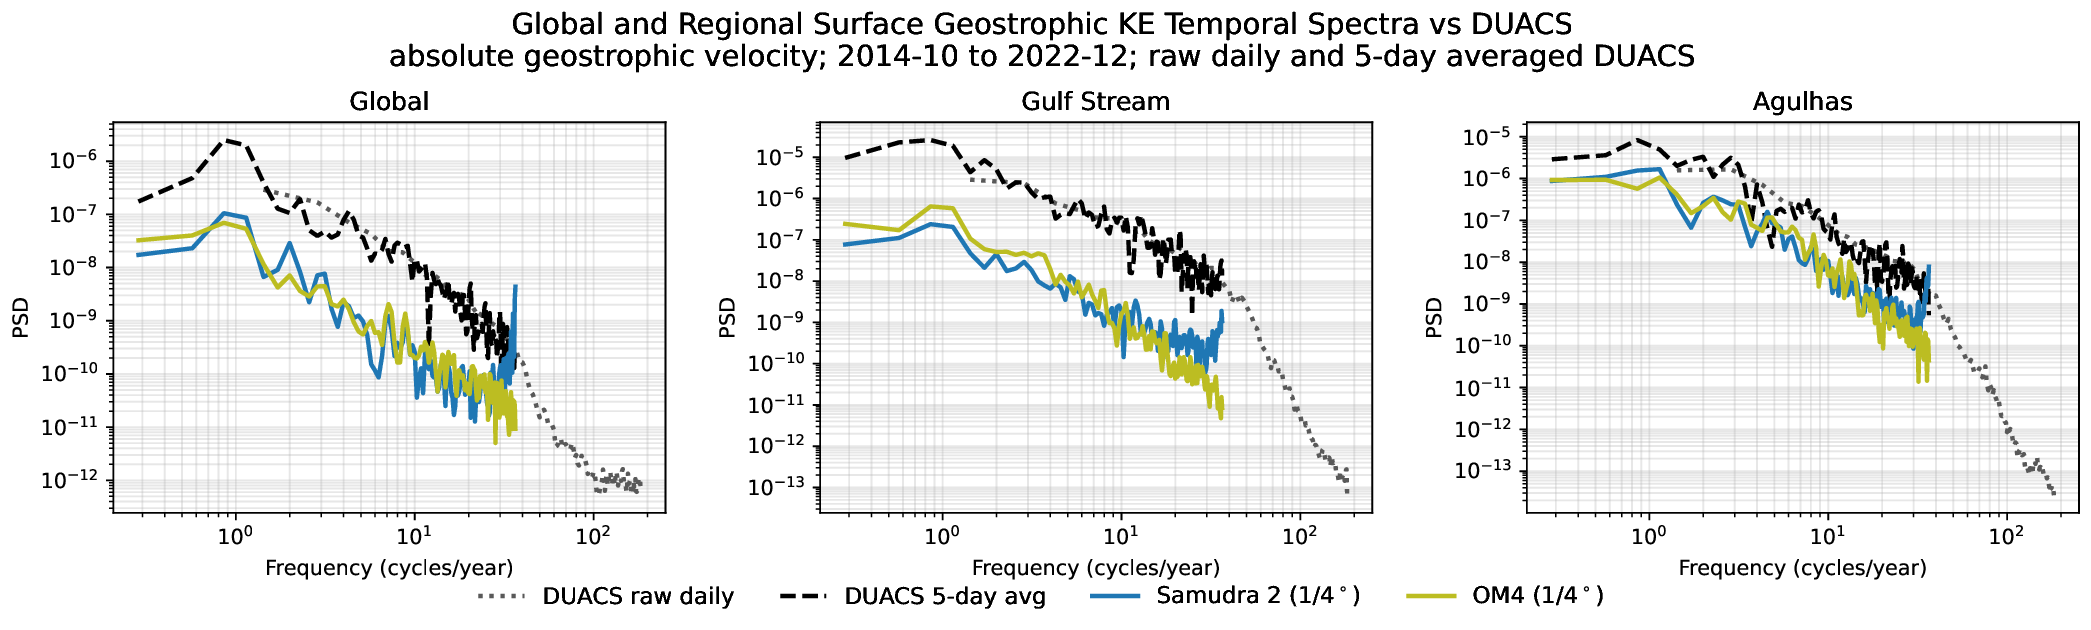 Global and Regional Surface Geostrophic KE Temporal Spectra vs DUACS
absolute geostrophic velocity; 2014-10 to 2022-12; raw daily and 5-day averaged DUACS
Global
PSD
10⁻⁶
10⁻⁷
10⁻⁸
10⁻⁹
10⁻¹⁰
10⁻¹¹
10⁻¹²
10⁰ 10¹ 10²
Frequency (cycles/year)
Gulf Stream
PSD
10⁻⁵
10⁻⁶
10⁻⁷
10⁻⁸
10⁻⁹
10⁻¹⁰
10⁻¹¹
10⁻¹²
10⁻¹³
10⁰ 10¹ 10²
Frequency (cycles/year)
Agulhas
PSD
10⁻⁵
10⁻⁶
10⁻⁷
10⁻⁸
10⁻⁹
10⁻¹⁰
10⁻¹¹
10⁻¹²
10⁻¹³
10⁰ 10¹ 10²
Frequency (cycles/year)
DUACS raw daily DUACS 5-day avg Samudra 2 (1/4°) OM4 (1/4°)